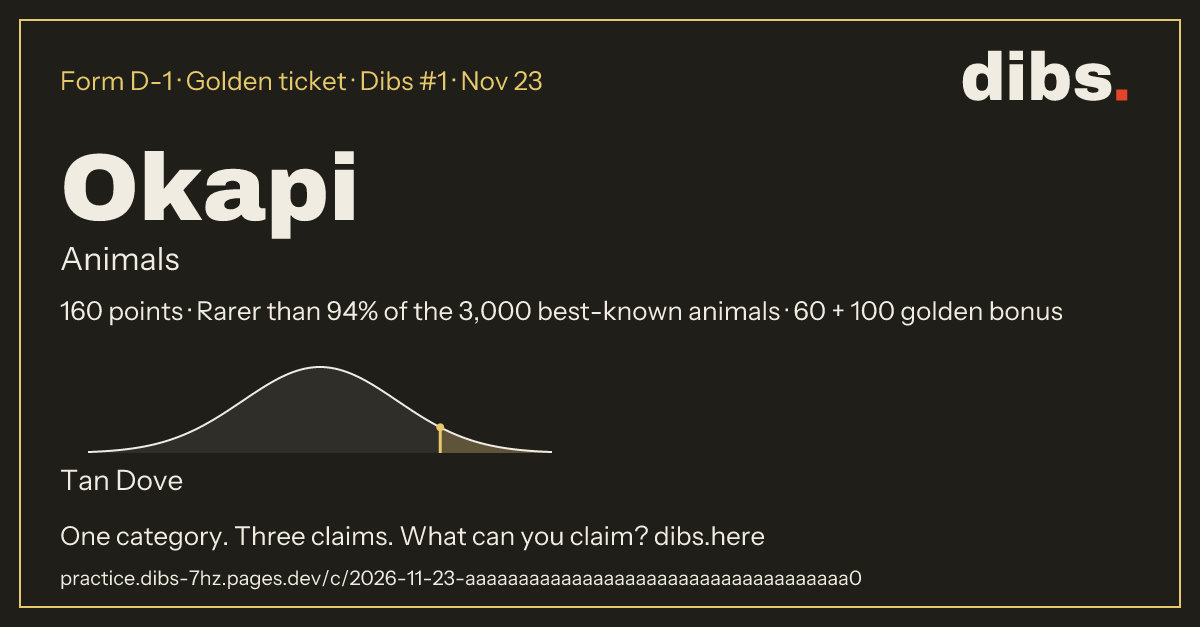 Form D-1 · Golden ticket · Dibs #1 · Nov 23
dibs.
Okapi
Animals
160 points · Rarer than 94% of the 3,000 best-known animals · 60 + 100 golden bonus
Tan Dove
One category. Three claims. What can you claim? dibs.here
practice.dibs-7hz.pages.dev/c/2026-11-23-aaaaaaaaaaaaaaaaaaaaaaaaaaaaaaaaaaa0